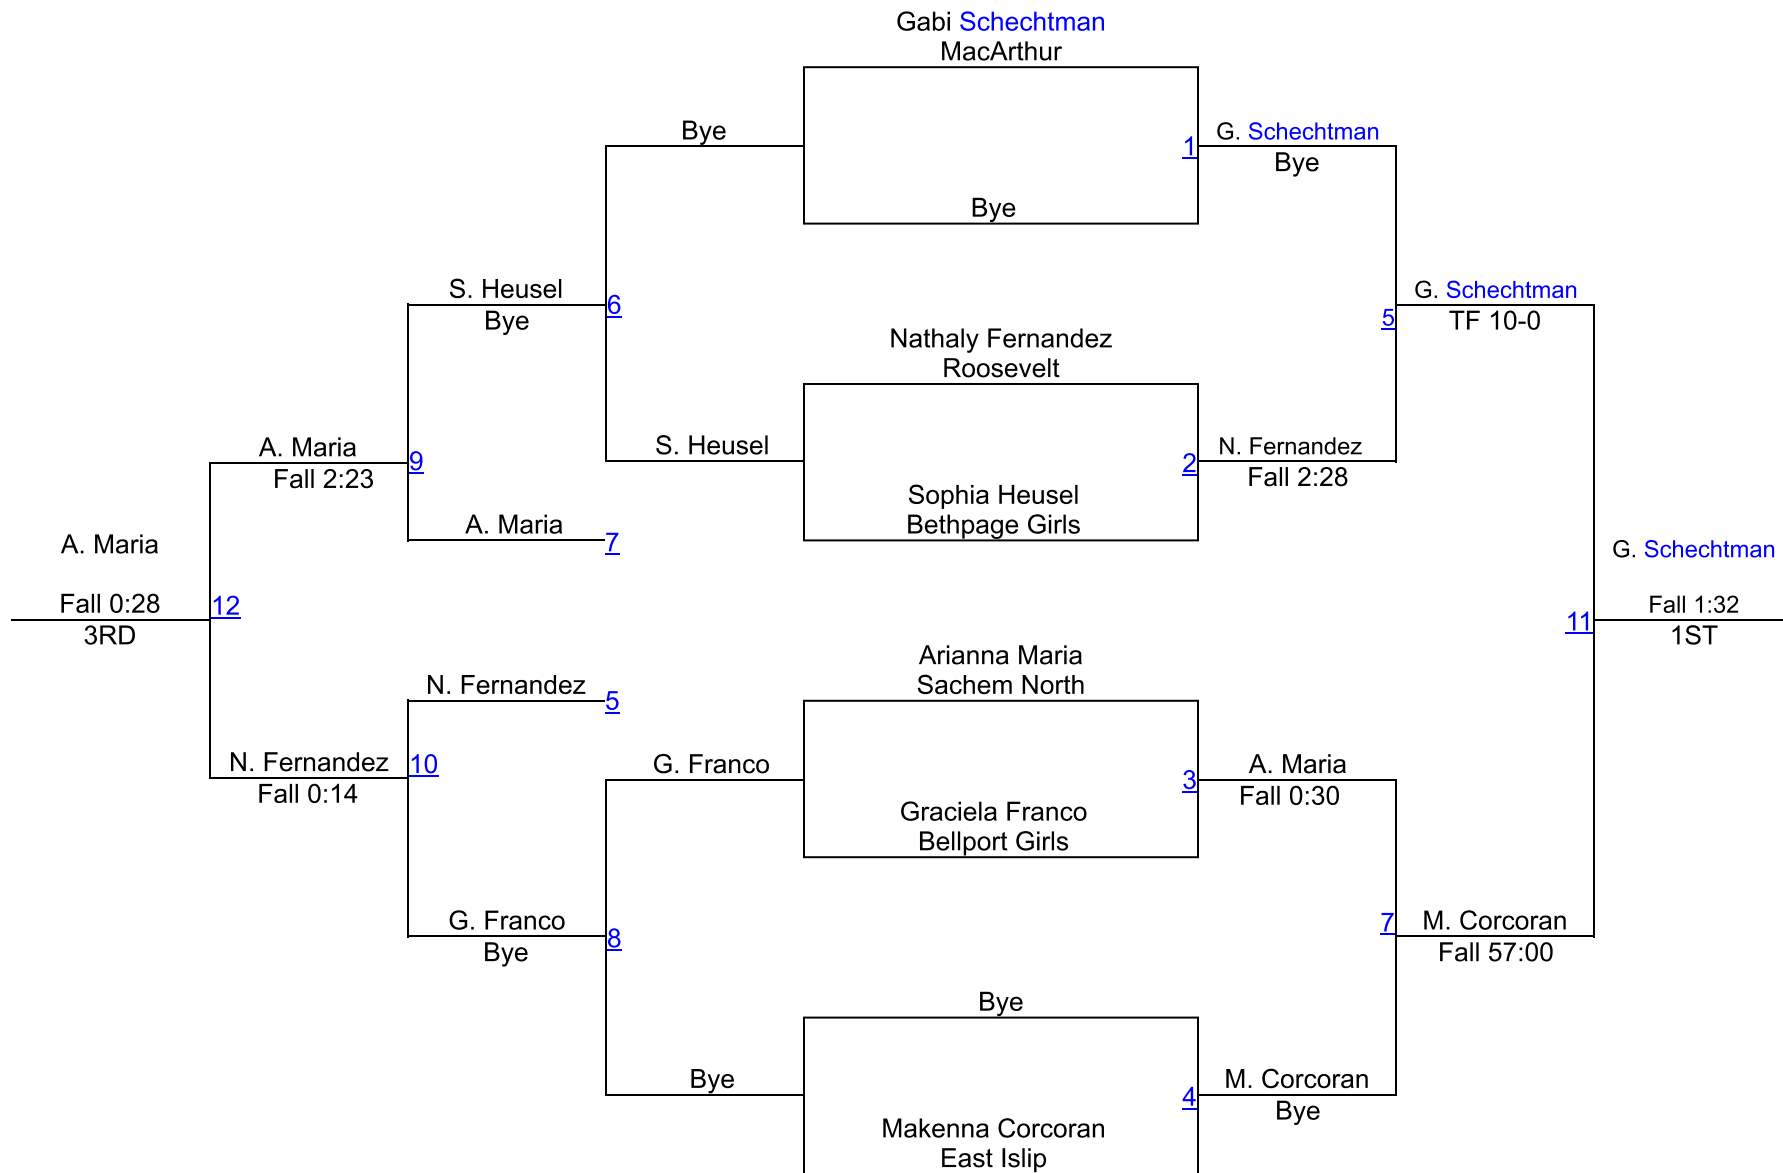 Gabi Schechtman
MacArthur
Bye
1
G. Schechtman
Bye
Bye
S. Heusel
Bye
6
G. Schechtman
TF 10-0
5
Nathaly Fernandez
Roosevelt
A. Maria
Fall 2:23
9
S. Heusel
2
N. Fernandez
Fall 2:28
Sophia Heusel
Bethpage Girls
A. Maria
7
A. Maria
Fall 0:28
3RD
12
G. Schechtman
Fall 1:32
1ST
11
N. Fernandez
5
Arianna Maria
Sachem North
N. Fernandez
Fall 0:14
10
G. Franco
3
A. Maria
Fall 0:30
Graciela Franco
Bellport Girls
G. Franco
Bye
8
7
M. Corcoran
Fall 57:00
Bye
Bye
4
M. Corcoran
Bye
Makenna Corcoran
East Islip